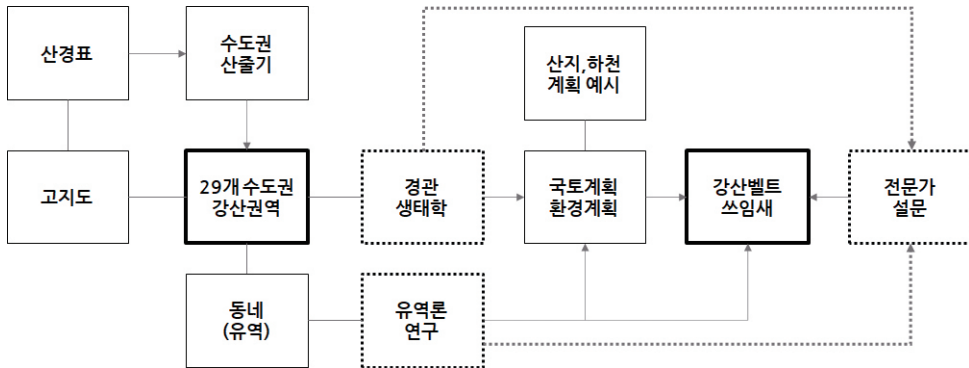 산경표
수도권
산줄기
산지,하천
계획 예시
고지도
29개 수도권
강산권역
경관
생태학
국토계획
환경계획
강산벨트
쓰임새
전문가
설문
동네
(유역)
유역론
연구